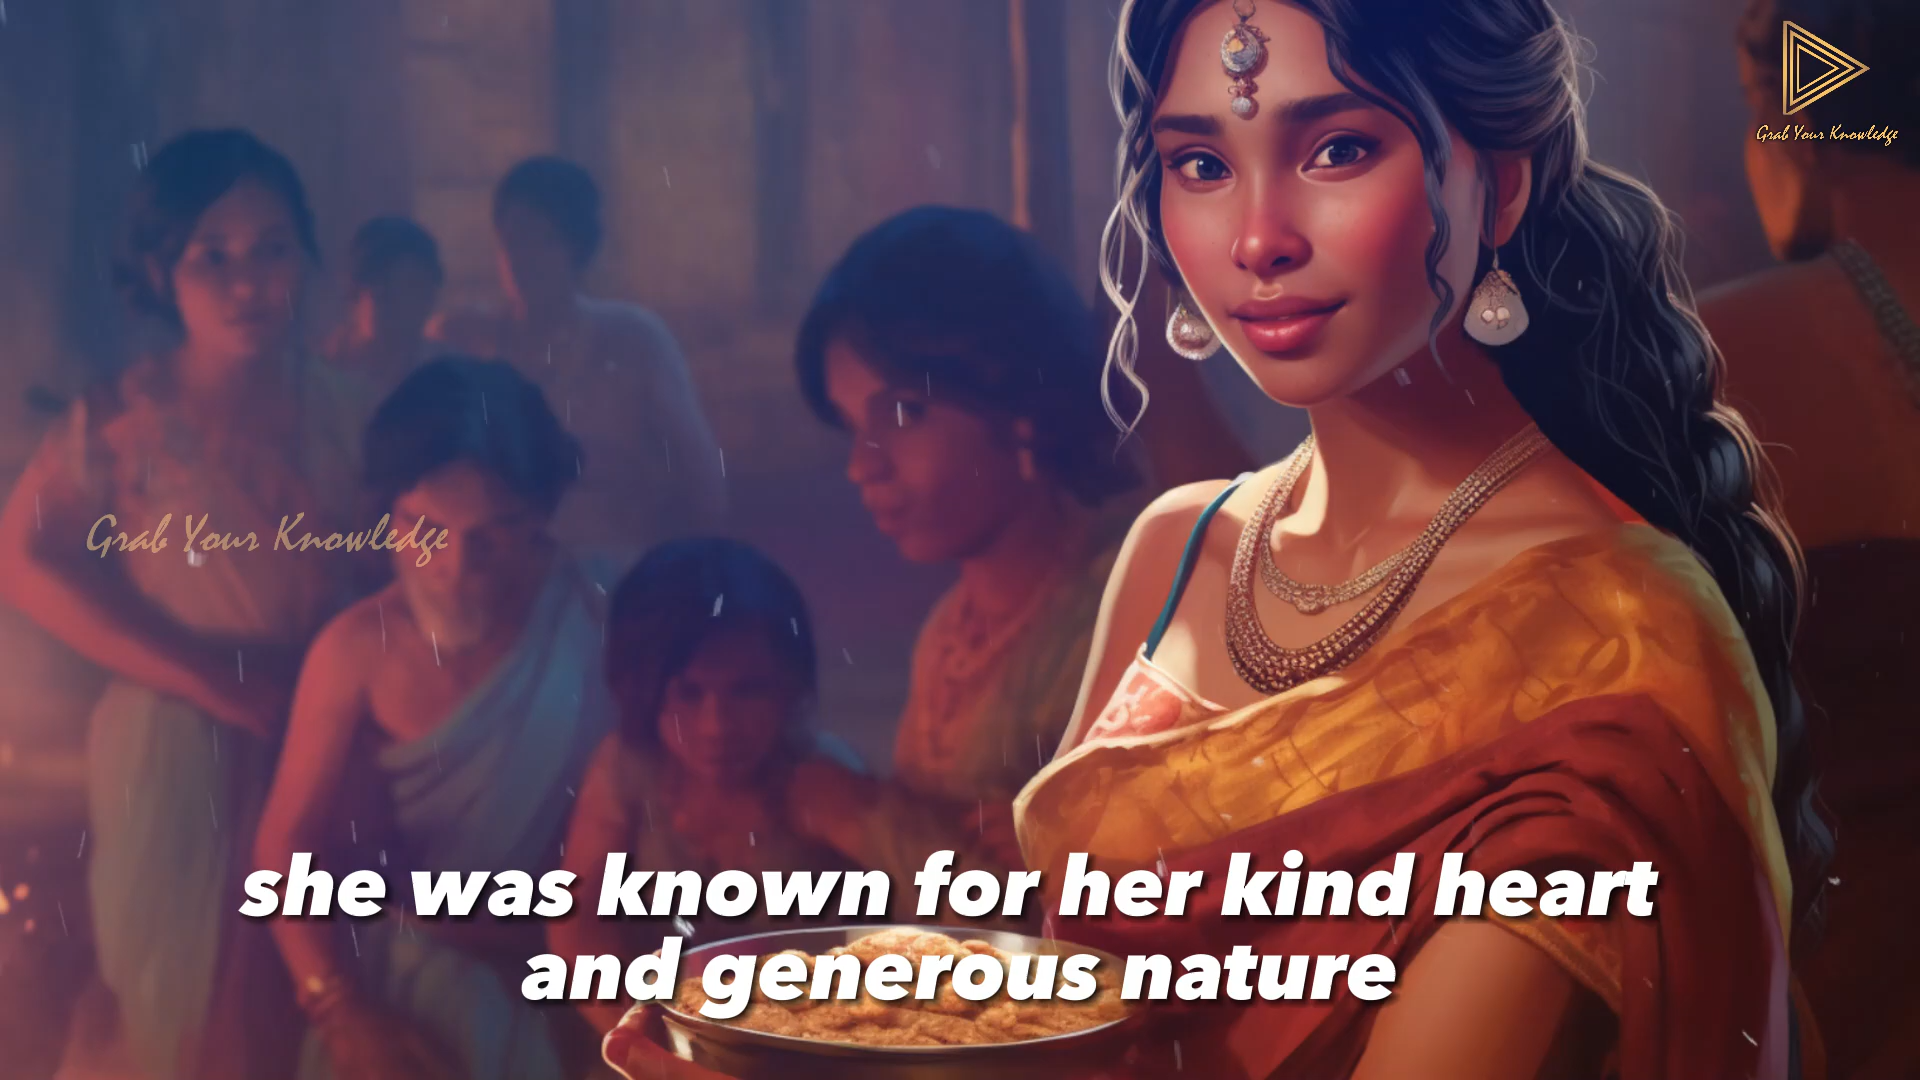 Grab Your Knowledge
Grab Your Knowledge
she was known for her kind heart
and generous nature